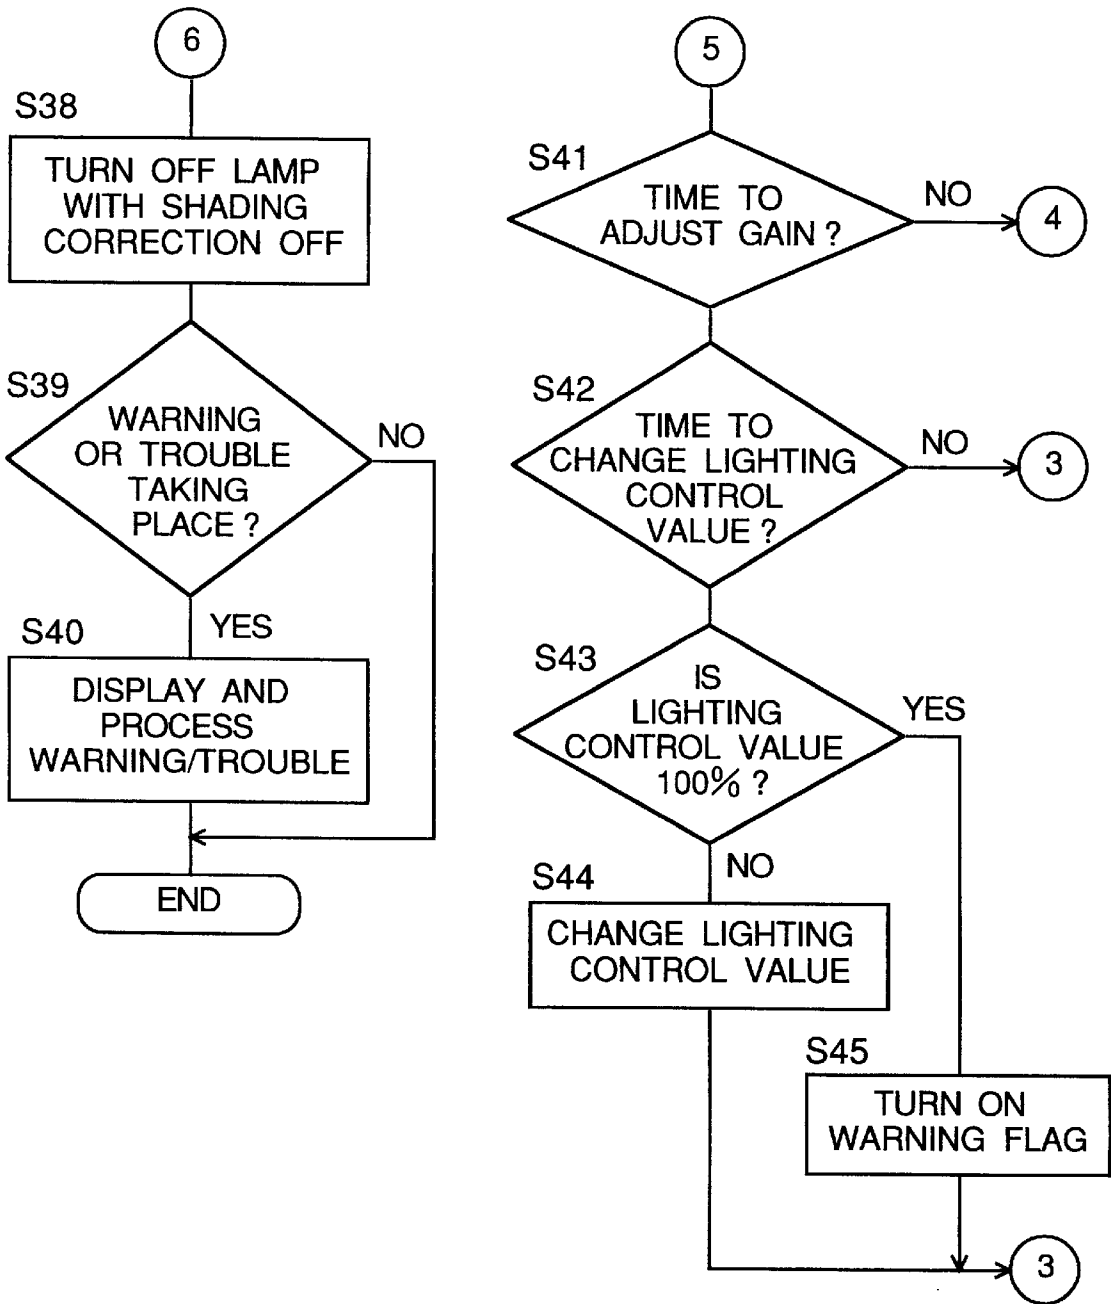 6
S38
TURN OFF LAMP
WITH SHADING
CORRECTION OFF
S39
WARNING
OR TROUBLE
TAKING
PLACE ?
NO
YES
S40
DISPLAY AND
PROCESS
WARNING/TROUBLE
END
5
S41
TIME TO
ADJUST GAIN ?
NO
4
S42
TIME TO
CHANGE LIGHTING
CONTROL
VALUE ?
NO
3
S43
IS
LIGHTING
CONTROL VALUE
100% ?
YES
NO
S44
CHANGE LIGHTING
CONTROL VALUE
S45
TURN ON
WARNING FLAG
3